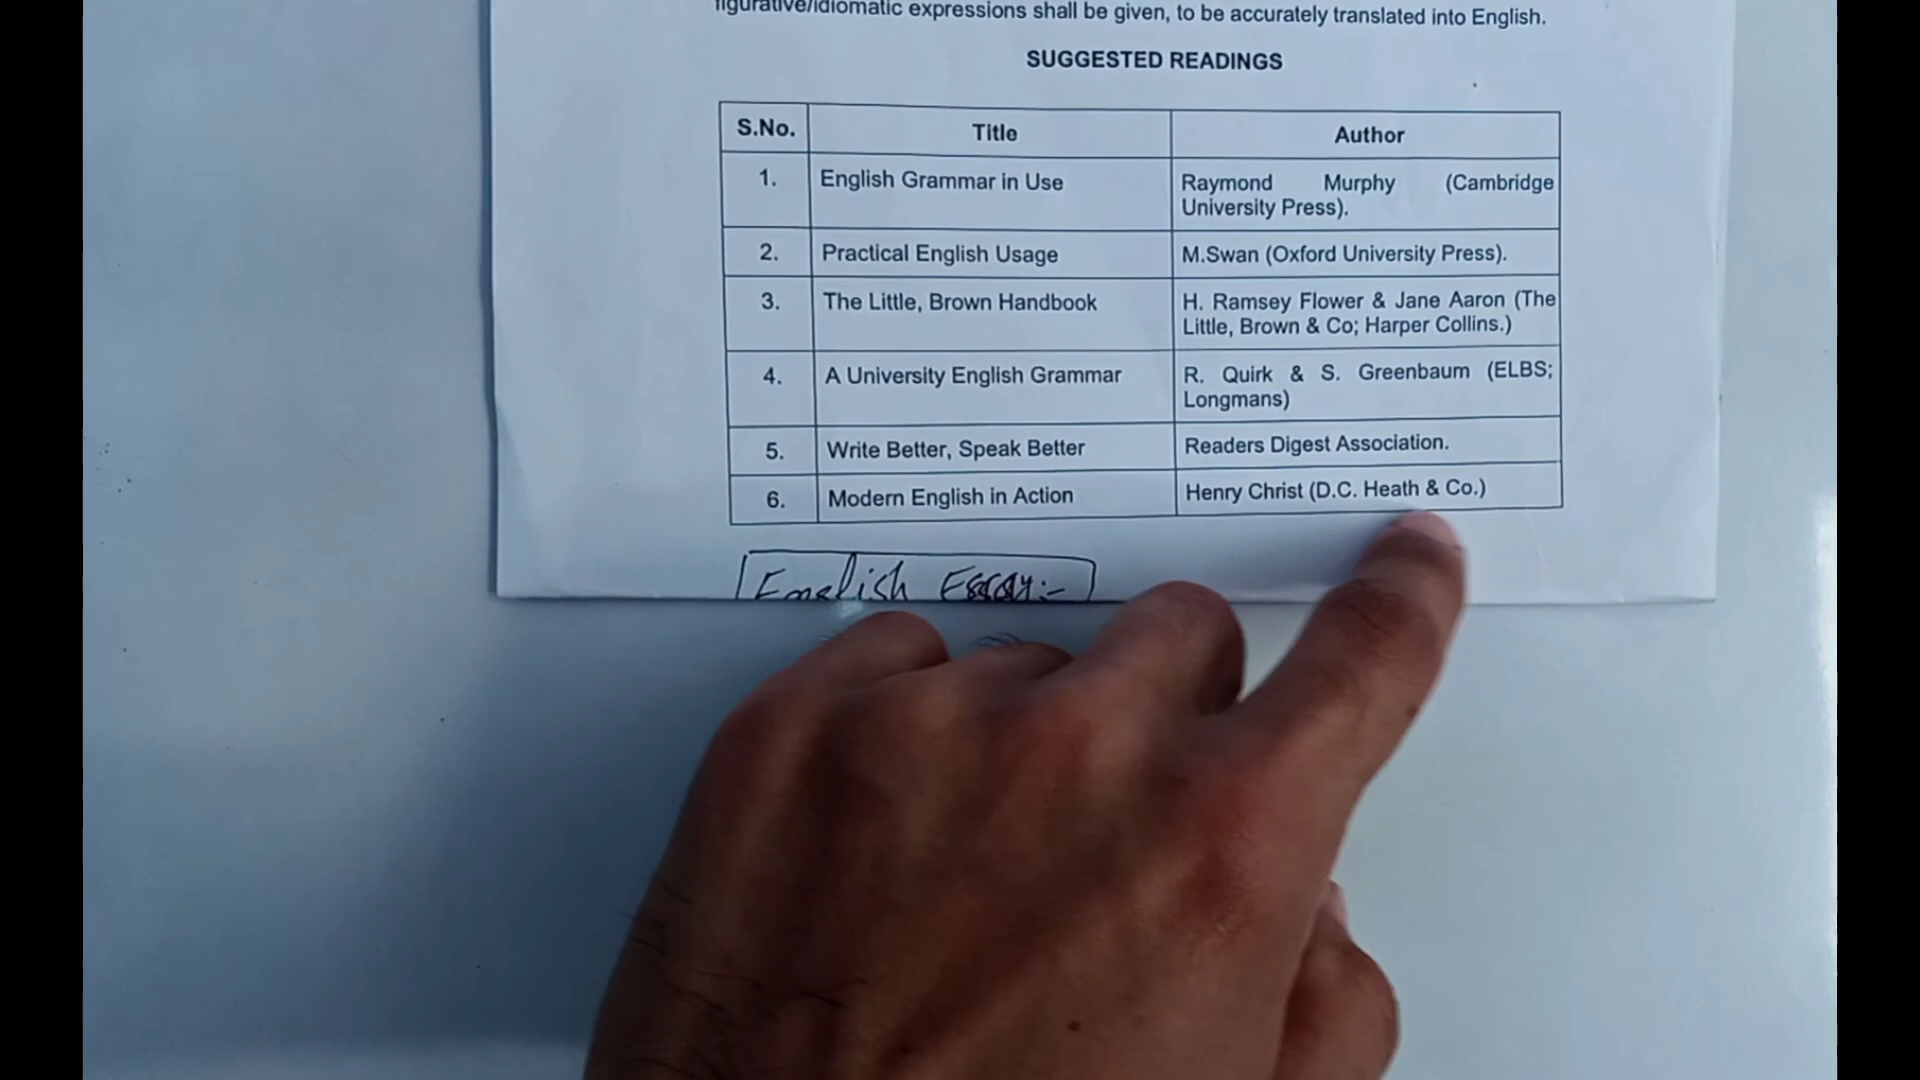 figurative/idiomatic expressions shall be given, to be accurately translated into English.
SUGGESTED READINGS
S.No. Title Author
1. English Grammar in Use Raymond Murphy (Cambridge
University Press).
2. Practical English Usage M.Swan (Oxford University Press).
3. The Little, Brown Handbook H. Ramsey Flower & Jane Aaron (The
Little, Brown & Co; Harper Collins.)
4. A University English Grammar R. Quirk & S. Greenbaum (ELBS;
Longmans)
5. Write Better, Speak Better Readers Digest Association.
6. Modern English in Action Henry Christ (D.C. Heath & Co.)
English Essay:-